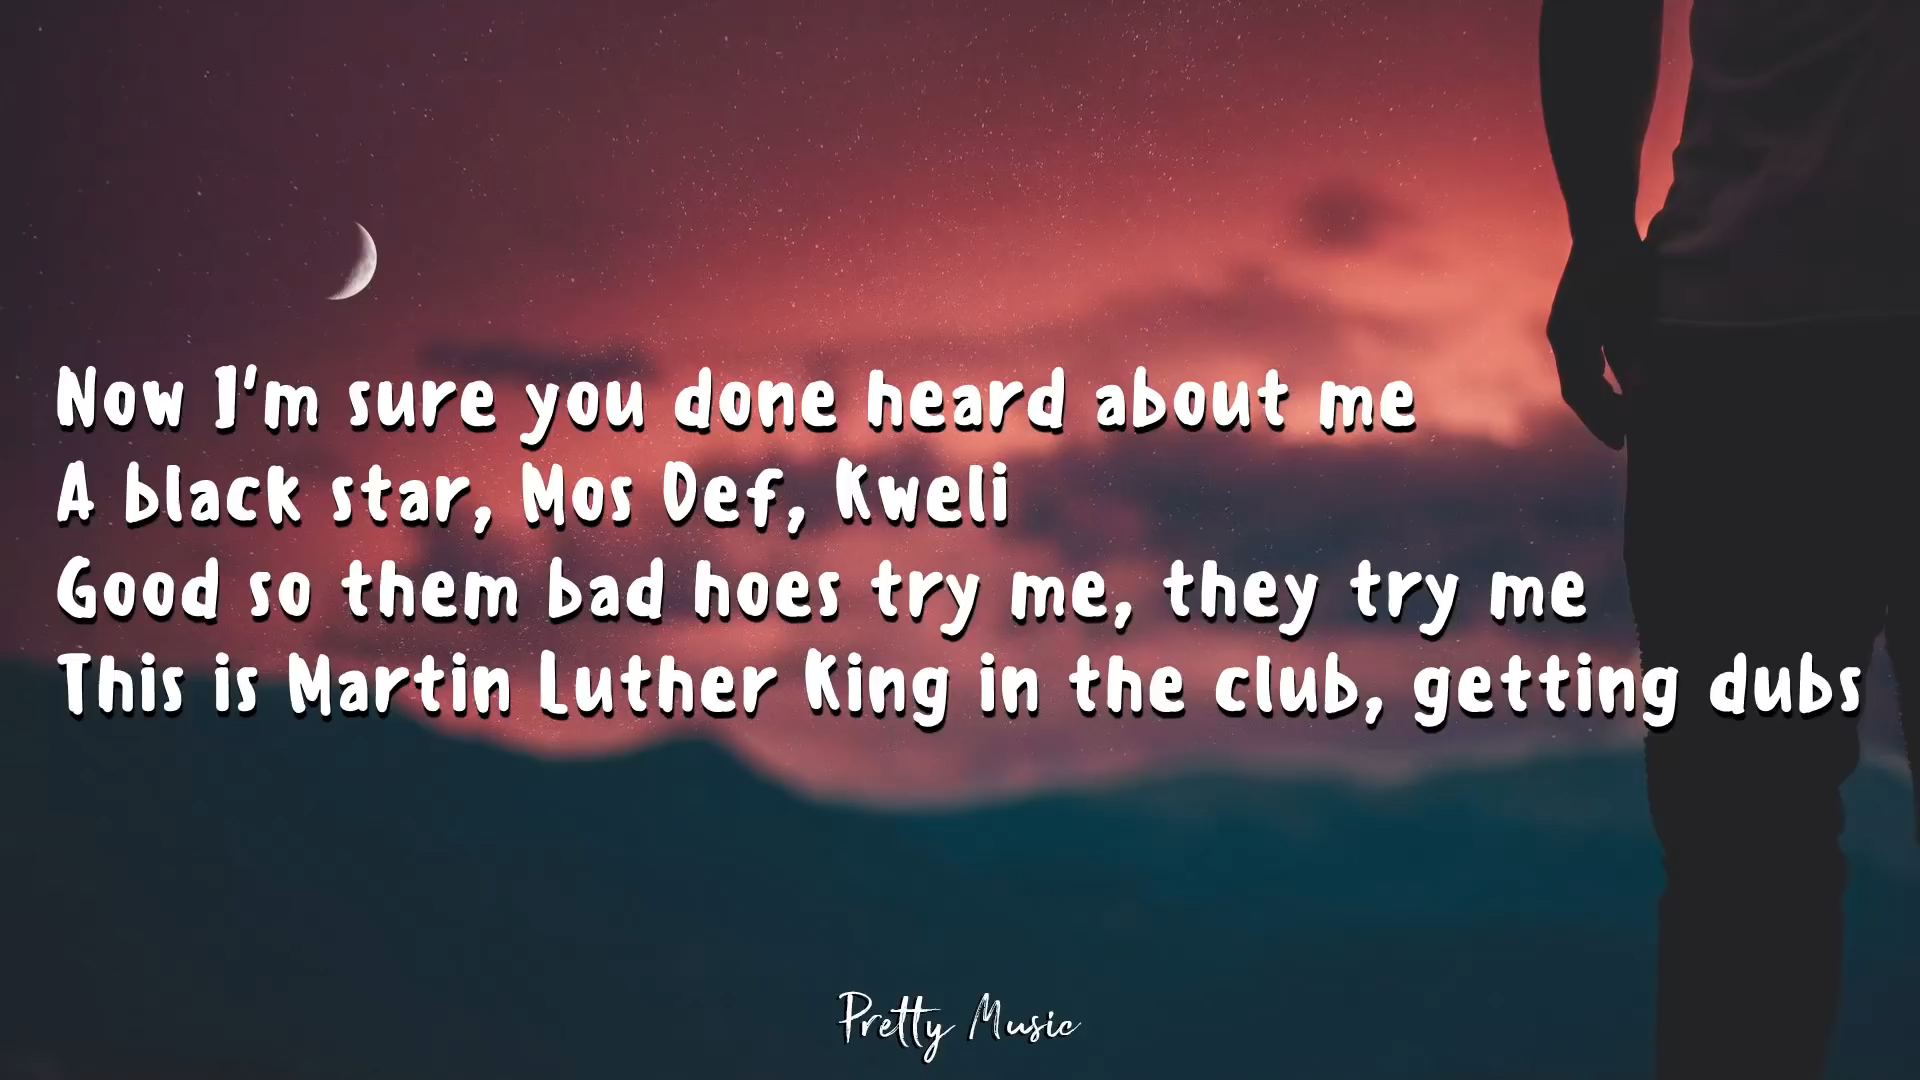 Now I'm sure you done heard about me
A black star, Mos Def, Kweli
Good so them bad hoes try me, they try me
This is Martin Luther King in the club, getting dubs
Pretty Music